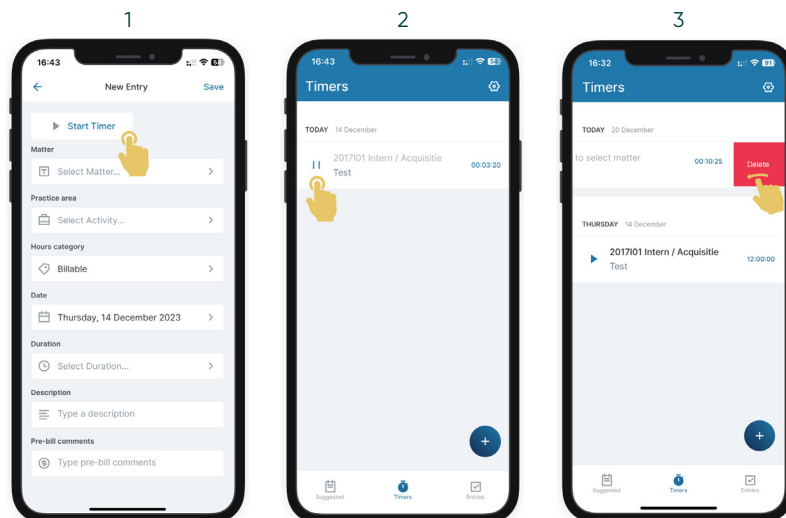 1
16:43
54
New Entry
Save
Start Timer
Matter
Select Matter...
Practice area
Select Activity...
Hours category
Billable
Date
Thursday, 14 December 2023
Duration
Select Duration...
Description
Type a description
Pre-bill comments
Type pre-bill comments
2
16:43
54
Timers
TODAY 14 December
2017I01 Intern / Acquisitie
Test
00:03:20
+
Suggested
Timers
Entries
3
16:32
91
Timers
TODAY 20 December
to select matter
00:10:25
Delete
THURSDAY 14 December
2017I01 Intern / Acquisitie
Test
12:00:00
+
Suggested
Timers
Entries